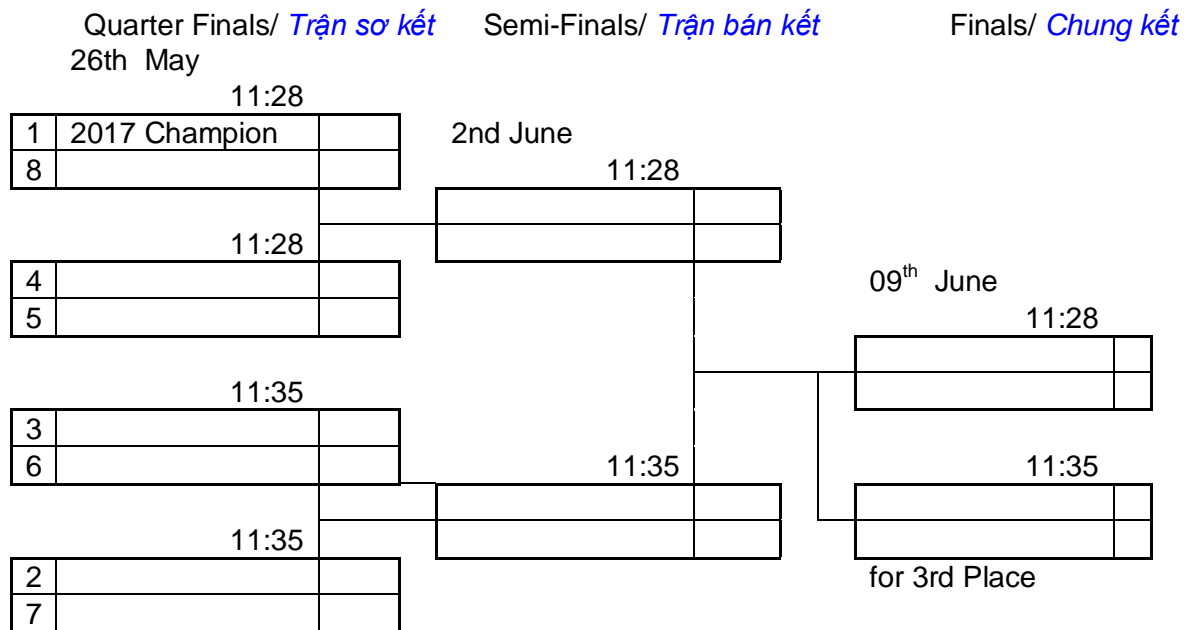 Quarter Finals/ Trận sơ kết Semi-Finals/ Trận bán kết Finals/ Chung kết
26th May
11:28
1 2017 Champion 2nd June
8 11:28
11:28
4 09th June
5 11:28
11:35
3
6 11:35 11:35
11:35
2 for 3rd Place
7